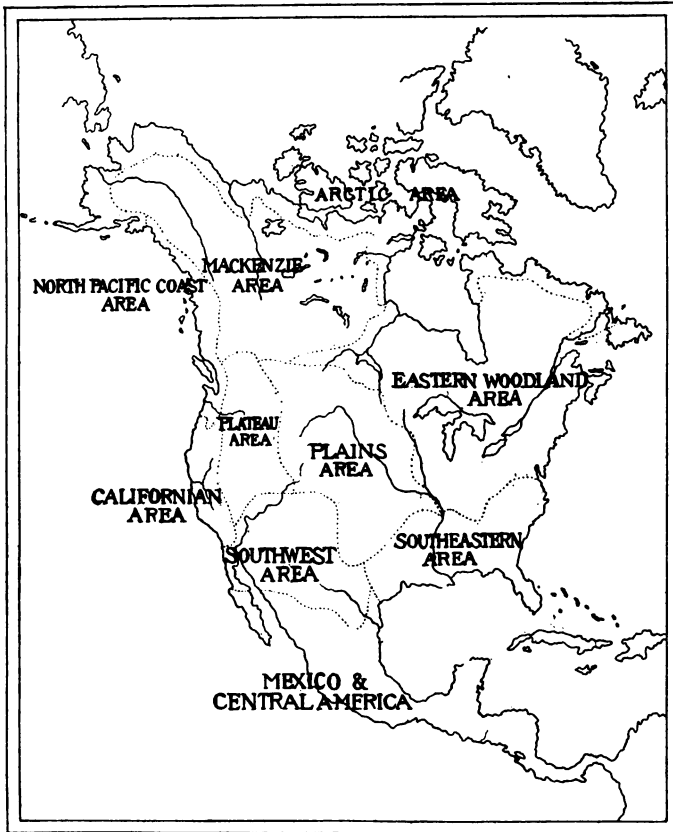 ARCTIC AREA
MACKENZIE
AREA
NORTH PACIFIC COAST
AREA
EASTERN WOODLAND
AREA
PLATEAU
AREA
PLAINS
AREA
CALIFORNIAN
AREA
SOUTHEASTERN
AREA
SOUTHWEST
AREA
MEXICO &
CENTRAL AMERICA